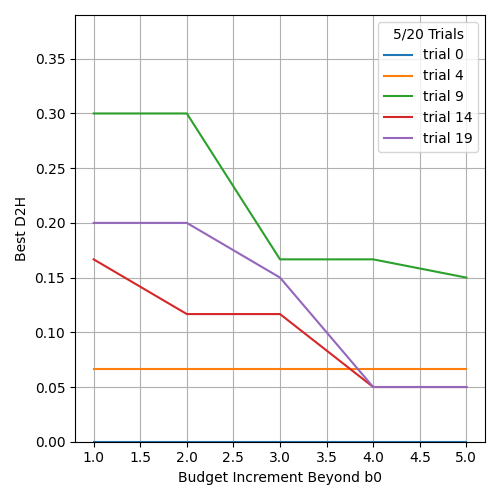 5/20 Trials
trial 0
trial 4
trial 9
trial 14
trial 19
Best D2H
0.35
0.30
0.25
0.20
0.15
0.10
0.05
0.00
1.0 1.5 2.0 2.5 3.0 3.5 4.0 4.5 5.0
Budget Increment Beyond b0